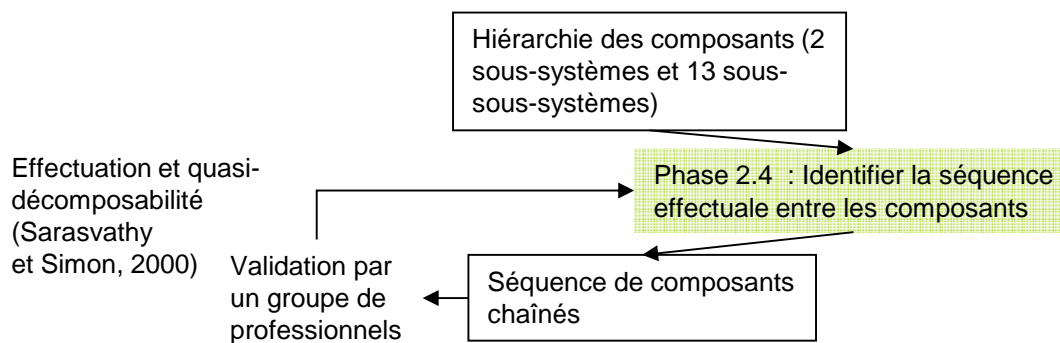 Hiérarchie des composants (2
sous-systèmes et 13 sous-
sous-systèmes)
Effectuation et quasi-
décomposabilité
(Sarasvathy
et Simon, 2000)
Phase 2.4  : Identifier la séquence
effectuale entre les composants
Validation par
un groupe de
professionnels
Séquence de composants
chaînés